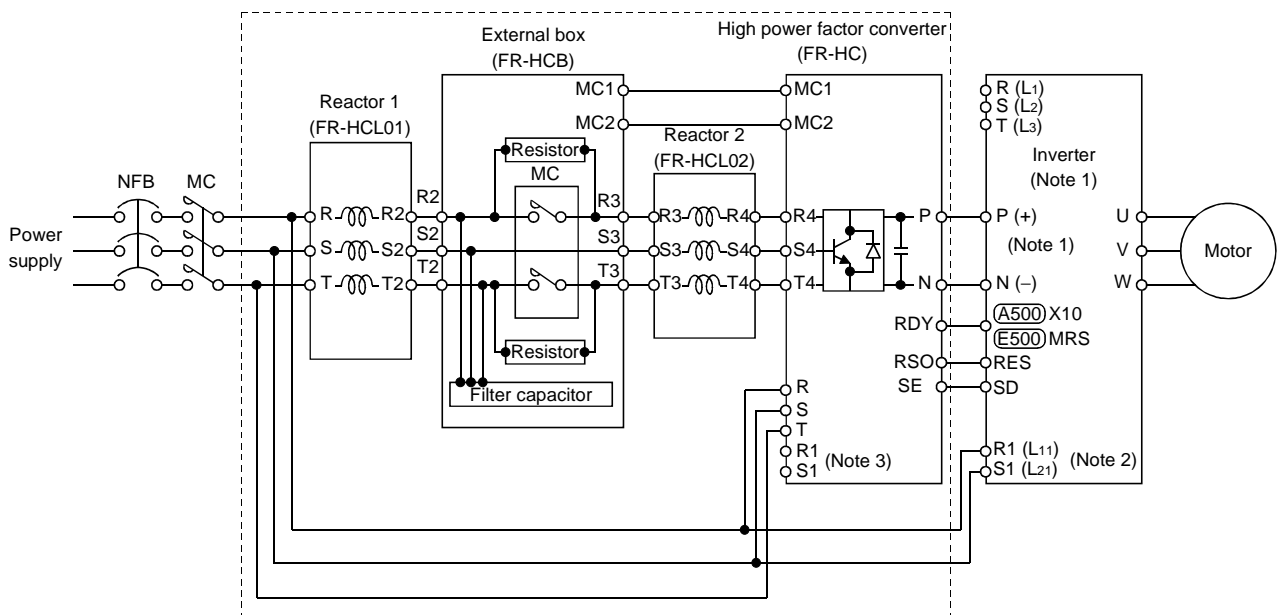 High power factor converter
(FR-HC)
External box
(FR-HCB)
Reactor 1
(FR-HCL01)
Reactor 2
(FR-HCL02)
MC1
MC2
MC1
MC2
R (L1)
S (L2)
T (L3)
Inverter
(Note 1)
Resistor
MC
NFB
MC
Power
supply
R
R2
R2
R3
R3
R4
R4
P
P (+)
U
S
S2
S2
S3
S3
S4
S4
(Note 1)
V
Motor
T
T2
T2
T3
T3
T4
T4
N
N (−)
W
RDY
A500 X10
E500 MRS
RSO
RES
SE
SD
Resistor
Filter capacitor
R
S
T
R1
S1
(Note 3)
R1 (L11)
S1 (L21)
(Note 2)